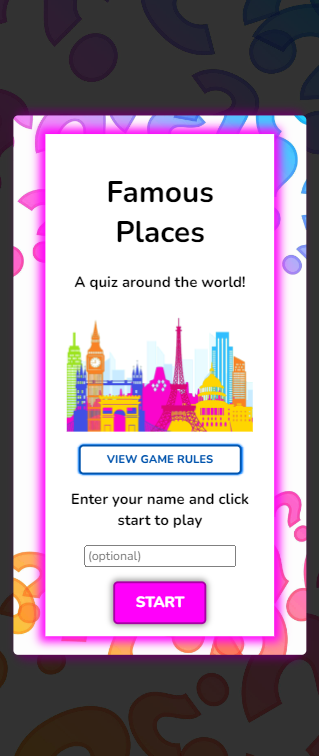 Famous
Places
A quiz around the world!
VIEW GAME RULES
Enter your name and click
start to play
(optional)
START